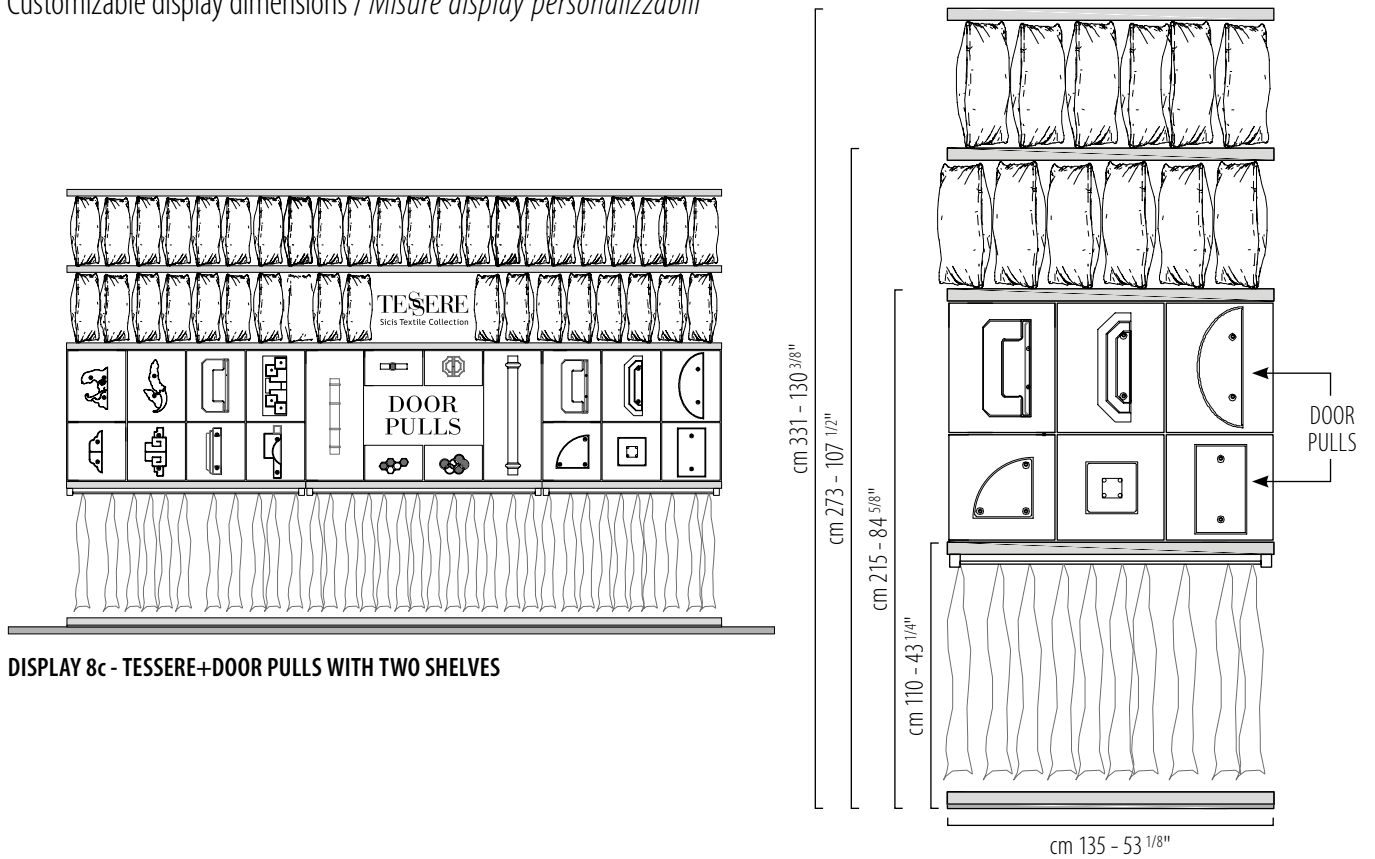 Customizable display dimensions / Misure display personalizzabili
TESSERE
Sicis Textile Collection
DOOR
PULLS
DISPLAY 8c - TESSERE+DOOR PULLS WITH TWO SHELVES
cm 331 - 130 3/8"
cm 273 - 107 1/2"
cm 215 - 84 5/8"
cm 110 - 43 1/4"
DOOR
PULLS
cm 135 - 53 1/8"